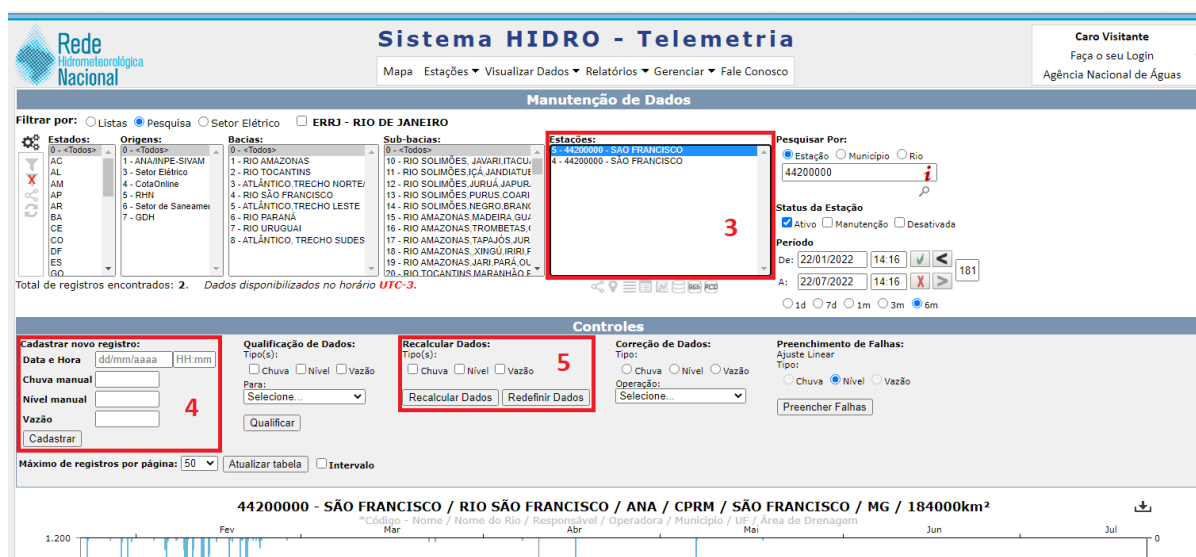 Rede
Hidrometeorológica
Nacional
Sistema HIDRO - Telemetria
Mapa Estações ▼ Visualizar Dados ▼ Relatórios ▼ Gerenciar ▼ Fale Conosco
Caro Visitante
Faça o seu Login
Agência Nacional de Águas
Manutenção de Dados
Filtrar por: Listas Pesquisa Setor Elétrico ERRJ - RIO DE JANEIRO
Estados:
0 - <Todos>
AC
AL
AM
AP
AR
BA
CE
CO
DF
ES
GO
Origens:
0 - <Todos>
1 - ANA/INPE-SIVAM
3 - Setor Elétrico
4 - CotaOnline
5 - RHN
6 - Setor de Saneamen
7 - GDH
Bacias:
0 - <Todos>
1 - RIO AMAZONAS
2 - RIO TOCANTINS
3 - ATLÂNTICO,TRECHO NORTE/
4 - RIO SÃO FRANCISCO
5 - ATLÂNTICO,TRECHO LESTE
6 - RIO PARANÁ
7 - RIO URUGUAI
8 - ATLÂNTICO, TRECHO SUDES
Sub-bacias:
0 - <Todos>
10 - RIO SOLIMÕES, JAVARI,ITACU
11 - RIO SOLIMÕES,IÇÁ,JANDIATUE
12 - RIO SOLIMÕES,JURUÁ,JAPUR
13 - RIO SOLIMÕES,PURUS,COARI
14 - RIO SOLIMÕES,NEGRO,BRAN
15 - RIO AMAZONAS,MADEIRA,GU
16 - RIO AMAZONAS,TROMBETAS,
17 - RIO AMAZONAS,TAPAJÓS,JUR
18 - RIO AMAZONAS,,XINGÚ,IRIRI,F
19 - RIO AMAZONAS,JARI,PARÁ,OU
20 - RIO TOCANTINS,MARANHÃO,F
Estações:
5 - 44200000 - SÃO FRANCISCO
4 - 44200000 - SÃO FRANCISCO
3
Pesquisar Por:
Estação Município Rio
44200000
i
Status da Estação
Ativo Manutenção Desativada
Período
De: 22/01/2022 14:16 <
181
A: 22/07/2022 14:16 X >
1d 7d 1m 3m 6m
Total de registros encontrados: 2. Dados disponibilizados no horário UTC-3.
96h PCD
Controles
Cadastrar novo registro:
Data e Hora dd/mm/aaaa HH:mm
Chuva manual
Nível manual
4
Vazão
Cadastrar
Qualificação de Dados:
Tipo(s):
Chuva Nível Vazão
Para:
Selecione...
Qualificar
Recalcular Dados:
Tipo(s):
Chuva Nível Vazão
5
Recalcular Dados Redefinir Dados
Correção de Dados:
Tipo:
Chuva Nível Vazão
Operação:
Selecione...
Preenchimento de Falhas:
Ajuste Linear
Tipo:
Chuva Nível Vazão
Preencher Falhas
Máximo de registros por página: 50 Atualizar tabela Intervalo
44200000 - SÃO FRANCISCO / RIO SÃO FRANCISCO / ANA / CPRM / SÃO FRANCISCO / MG / 184000km²
*Código - Nome / Nome do Rio / Responsável / Operadora / Município / UF / Área de Drenagem
Fev Mar Abr Mai Jun Jul
1.200 0